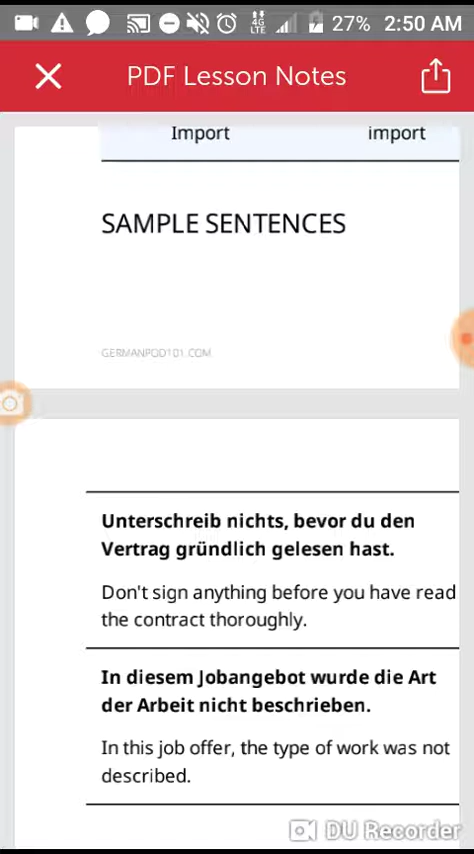 4G
LTE
27% 2:50 AM
PDF Lesson Notes
Import import
SAMPLE SENTENCES
GERMANPOD101.COM
Unterschreib nichts, bevor du den
Vertrag gründlich gelesen hast.
Don't sign anything before you have read
the contract thoroughly.
In diesem Jobangebot wurde die Art
der Arbeit nicht beschrieben.
In this job offer, the type of work was not
described.
DU Recorder